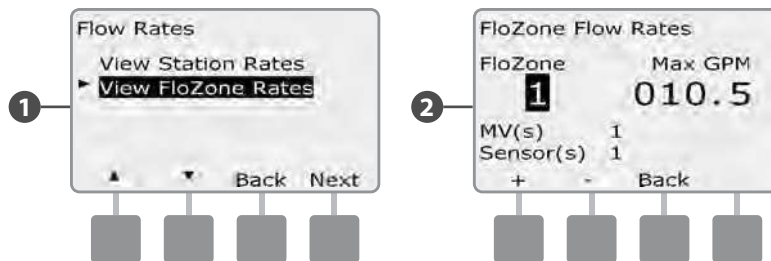 1
Flow Rates
View Station Rates
► View FloZone Rates
▲ ▼ Back Next
2
FloZone Flow Rates
FloZone Max GPM
1 010.5
MV(s) 1
Sensor(s) 1
+ - Back